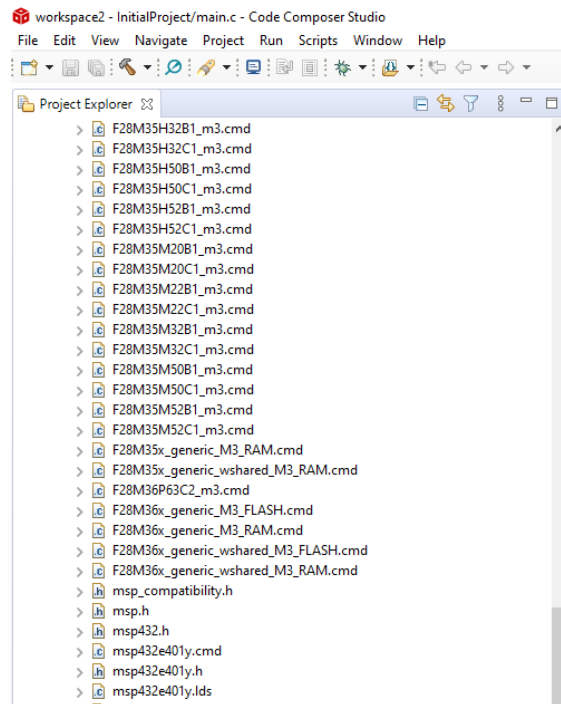 workspace2 - InitialProject/main.c - Code Composer Studio
File Edit View Navigate Project Run Scripts Window Help
Project Explorer
F28M35H32B1_m3.cmd
F28M35H32C1_m3.cmd
F28M35H50B1_m3.cmd
F28M35H50C1_m3.cmd
F28M35H52B1_m3.cmd
F28M35H52C1_m3.cmd
F28M35M20B1_m3.cmd
F28M35M20C1_m3.cmd
F28M35M22B1_m3.cmd
F28M35M22C1_m3.cmd
F28M35M32B1_m3.cmd
F28M35M32C1_m3.cmd
F28M35M50B1_m3.cmd
F28M35M50C1_m3.cmd
F28M35M52B1_m3.cmd
F28M35M52C1_m3.cmd
F28M35x_generic_M3_RAM.cmd
F28M35x_generic_wshared_M3_RAM.cmd
F28M36P63C2_m3.cmd
F28M36x_generic_M3_FLASH.cmd
F28M36x_generic_M3_RAM.cmd
F28M36x_generic_wshared_M3_FLASH.cmd
F28M36x_generic_wshared_M3_RAM.cmd
msp_compatibility.h
msp.h
msp432.h
msp432e401y.cmd
msp432e401y.h
msp432e401y.lds